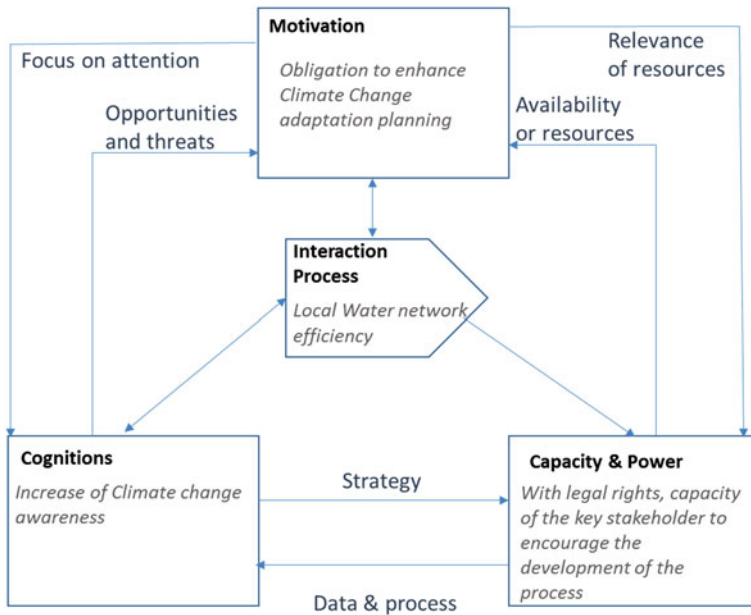 Motivation
Obligation to enhance
Climate Change
adaptation planning
Focus on attention
Relevance
of resources
Opportunities
and threats
Availability
or resources
Interaction
Process
Local Water network
efficiency
Cognitions
Increase of Climate change
awareness
Strategy
Capacity & Power
With legal rights, capacity
of the key stakeholder to
encourage the
development of the
process
Data & process